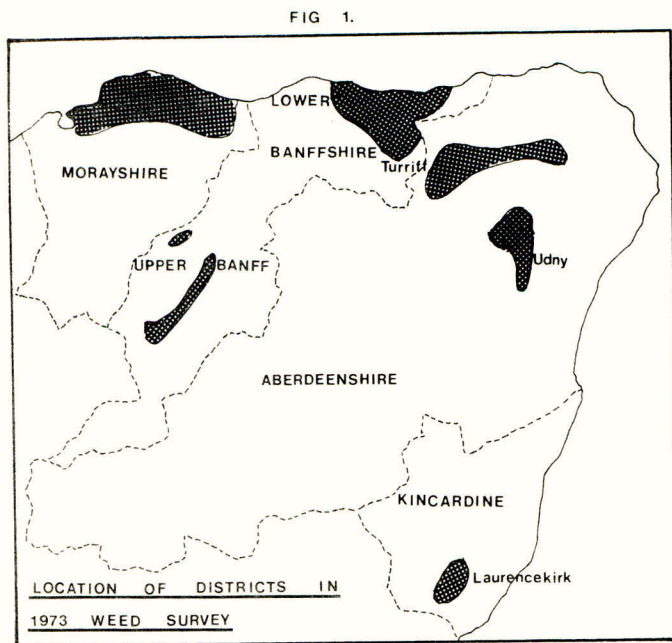 FIG 1.
LOWER
BANFFSHIRE
MORAYSHIRE
Turriff
UPPER BANFF
Udny
ABERDEENSHIRE
KINCARDINE
Laurencekirk
LOCATION OF DISTRICTS IN
1973 WEED SURVEY